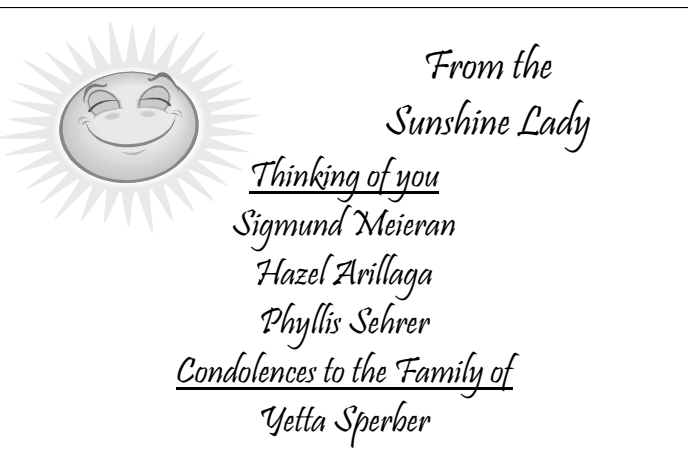 From the
Sunshine Lady
Thinking of you
Sigmund Meieran
Hazel Arillaga
Phyllis Sehrer
Condolences to the Family of
Yetta Sperber